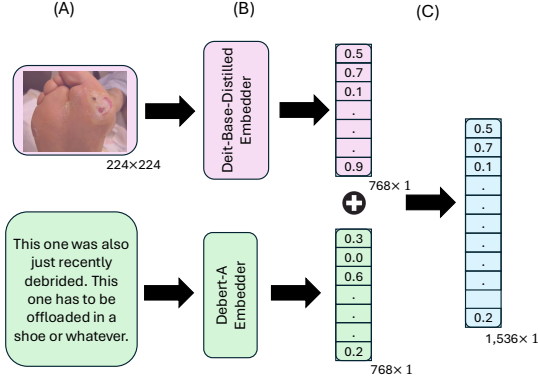 (A)
(B)
(C)
224×224
Deit-Base-Distilled
Embedder
0.5
0.7
0.1
.
.
.
0.9
768× 1
This one was also
just recently
debrided. This
one has to be
offloaded in a
shoe or whatever.
Debert-A
Embedder
0.3
0.0
0.6
.
.
.
0.2
768× 1
0.5
0.7
0.1
.
.
.
.
.
.
0.2
1,536× 1